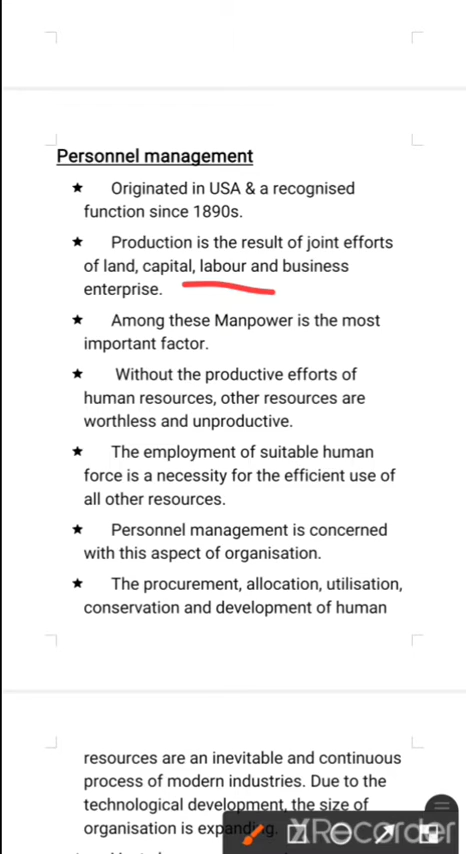 Personnel management
★ Originated in USA & a recognised
function since 1890s.
★ Production is the result of joint efforts
of land, capital, labour and business
enterprise.
★ Among these Manpower is the most
important factor.
★ Without the productive efforts of
human resources, other resources are
worthless and unproductive.
★ The employment of suitable human
force is a necessity for the efficient use of
all other resources.
★ Personnel management is concerned
with this aspect of organisation.
★ The procurement, allocation, utilisation,
conservation and development of human
resources are an inevitable and continuous
process of modern industries. Due to the
technological development, the size of
organisation is expanding.
XRecorder